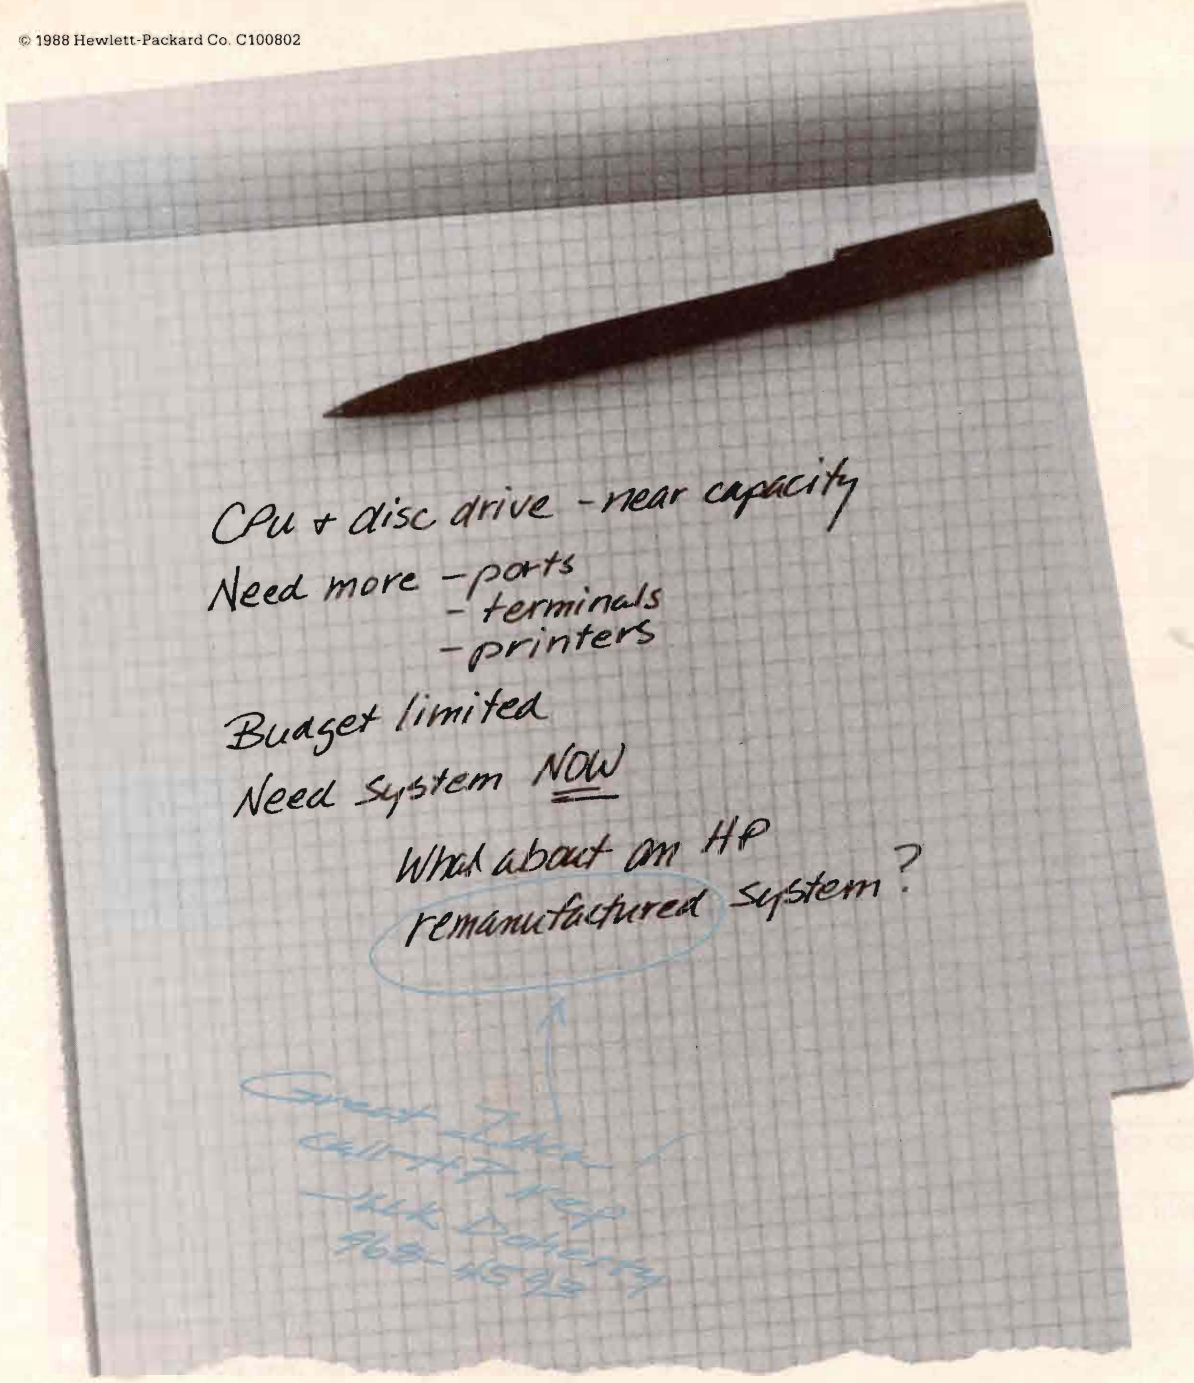 © 1988 Hewlett-Packard Co. C100802
CPU + disc drive - near capacity
Need more - ports
- terminals
- printers
Budget limited
Need system NOW
What about an HP
remanufactured system?
Great Idea!
call HP rep
Doherty